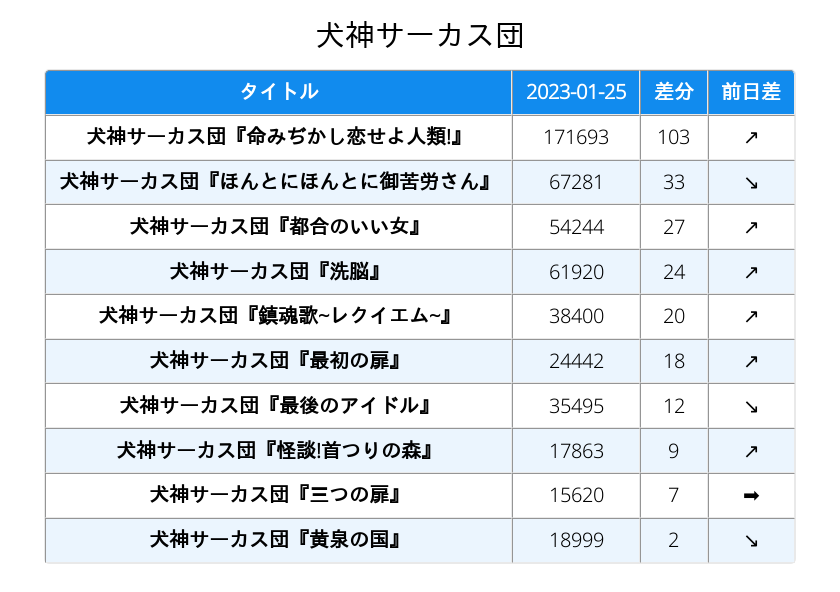 犬神サーカス団
タイトル 2023-01-25 差分 前日差
犬神サーカス団『命みぢかし恋せよ人類!』 171693 103 ↗
犬神サーカス団『ほんとにほんとに御苦労さん』 67281 33 ↘
犬神サーカス団『都合のいい女』 54244 27 ↗
犬神サーカス団『洗脳』 61920 24 ↗
犬神サーカス団『鎮魂歌~レクイエム~』 38400 20 ↗
犬神サーカス団『最初の扉』 24442 18 ↗
犬神サーカス団『最後のアイドル』 35495 12 ↘
犬神サーカス団『怪談!首つりの森』 17863 9 ↗
犬神サーカス団『三つの扉』 15620 7 ➡
犬神サーカス団『黄泉の国』 18999 2 ↘